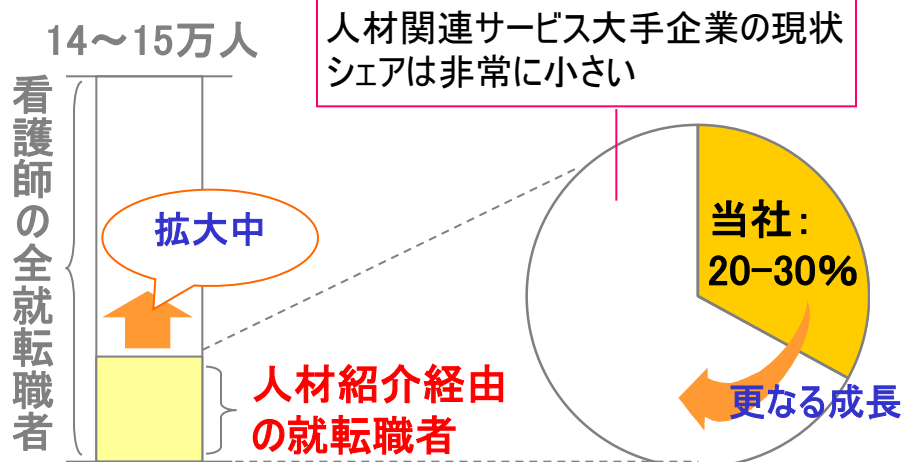 14～15万人
看護師の全就転職者
拡大中
人材紹介経由
の就転職者
人材関連サービス大手企業の現状
シェアは非常に小さい
当社：
20-30%
更なる成長